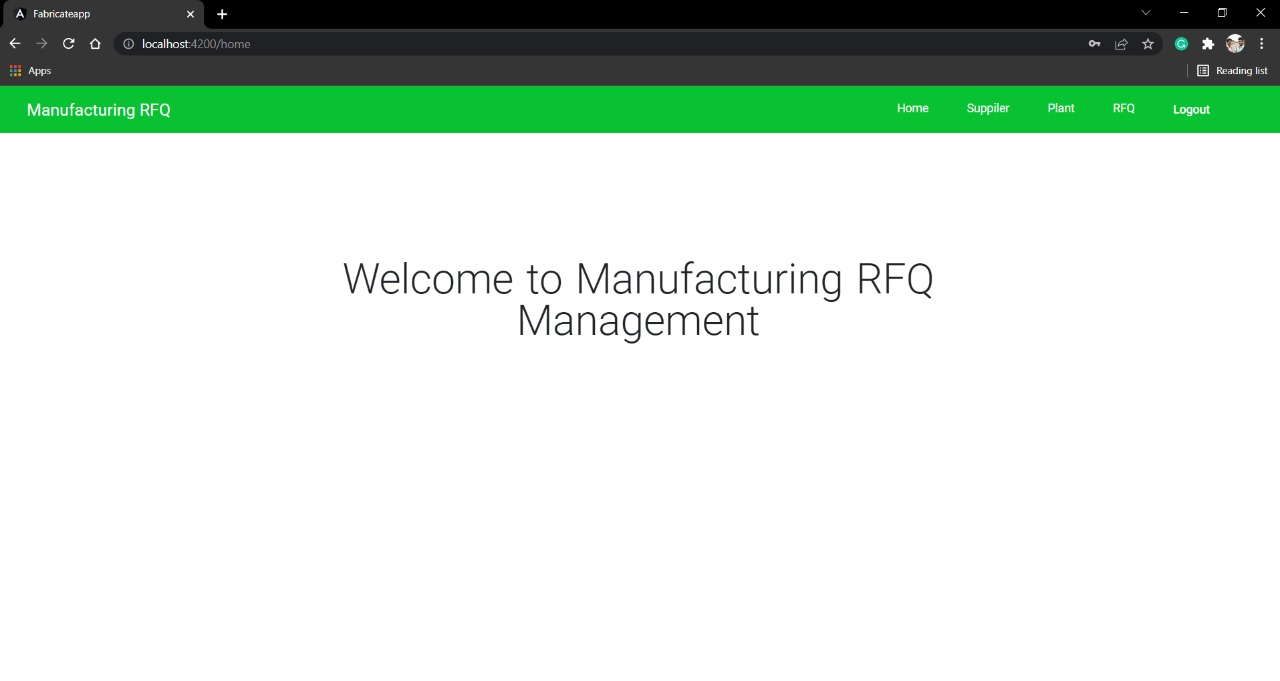 Fabricateapp
localhost:4200/home
Apps
Reading list
Manufacturing RFQ
Home
Suppiler
Plant
RFQ
Logout
Welcome to Manufacturing RFQ
Management